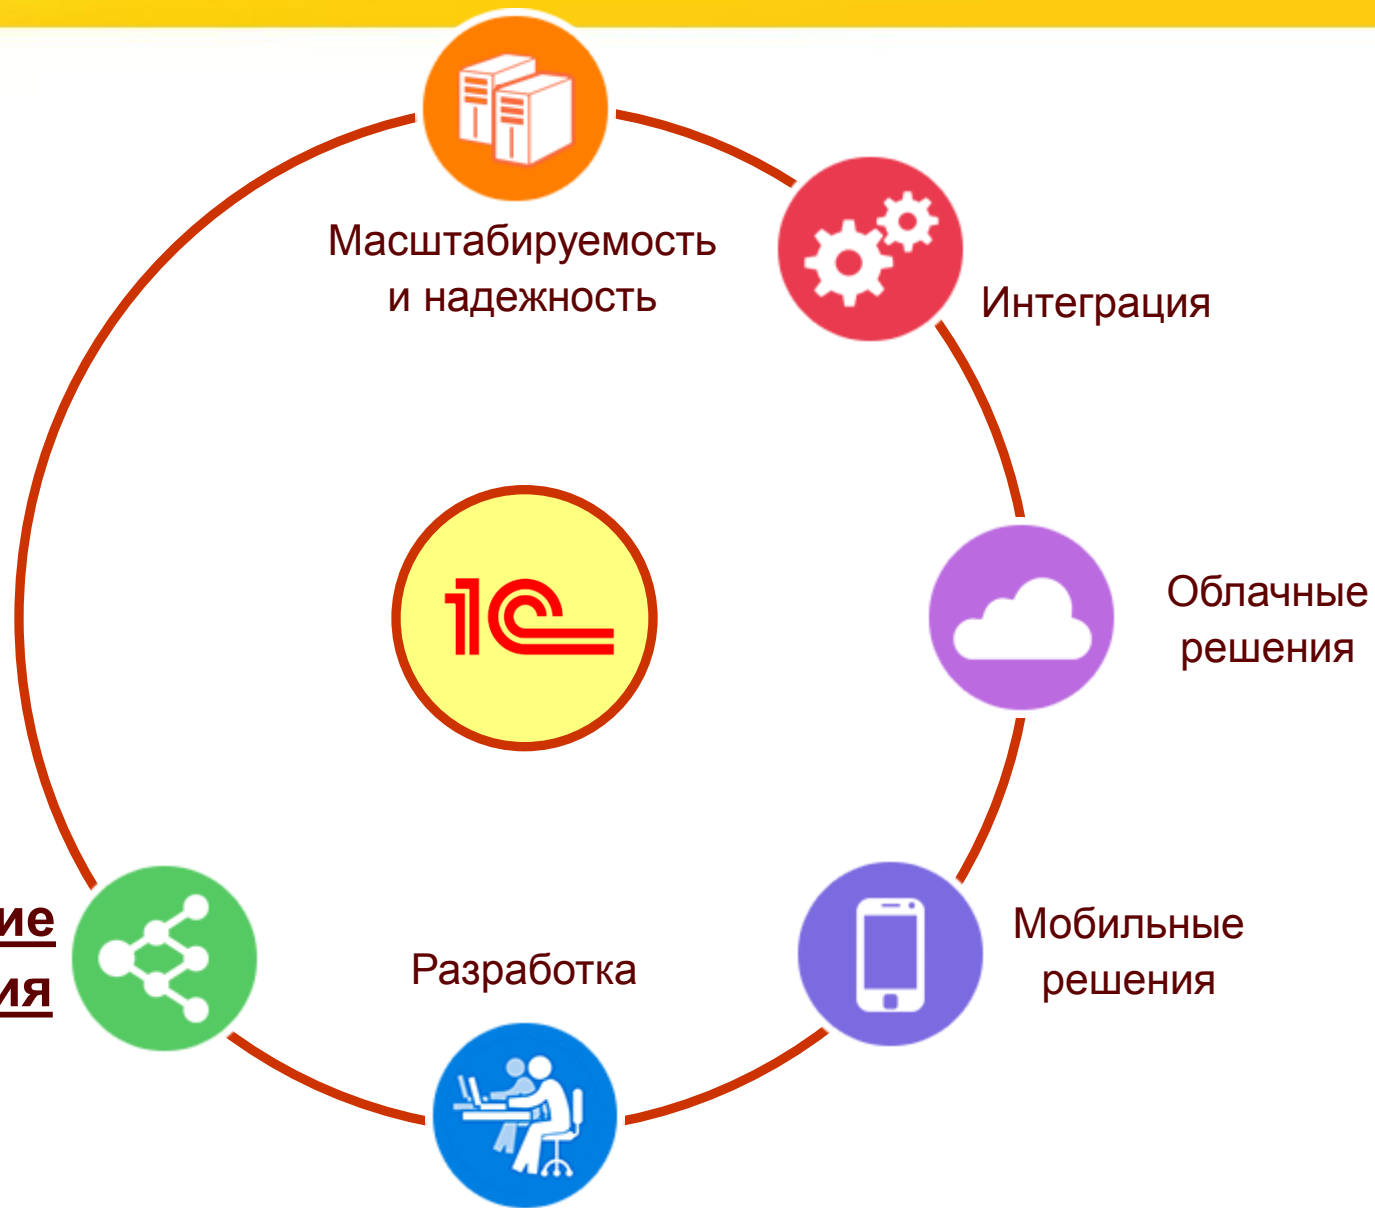 Масштабируемость
и надежность
Интеграция
1С
Облачные
решения
Мобильные
решения
Разработка